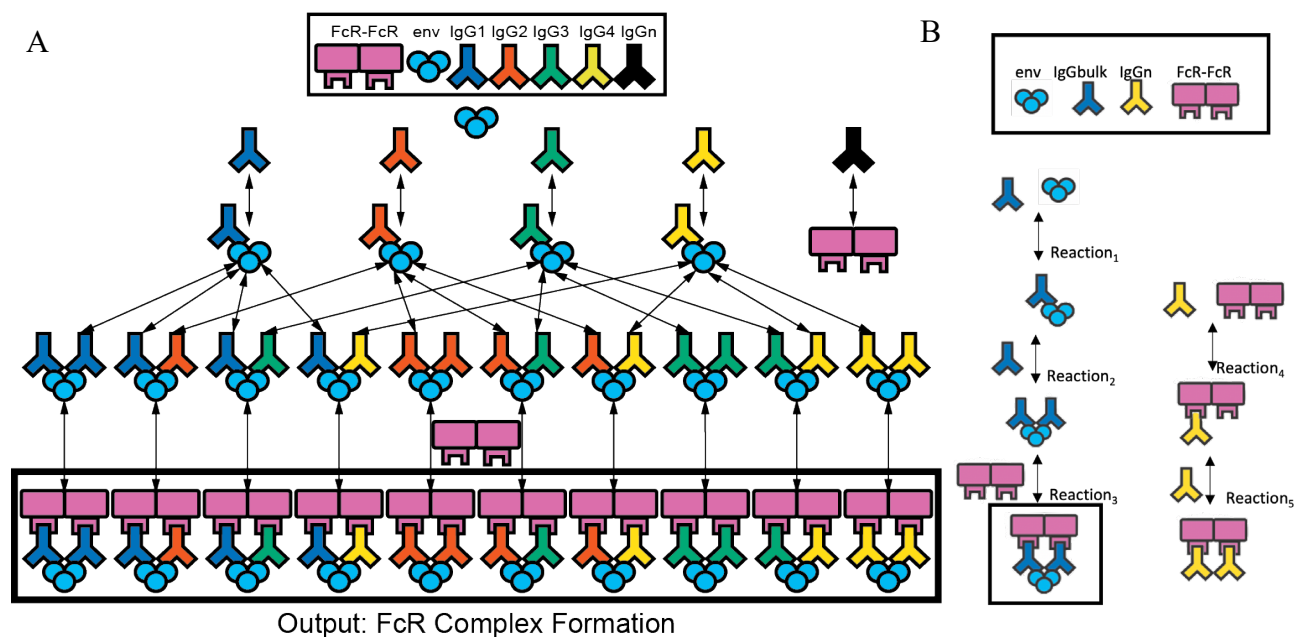 A
FcR-FcR env IgG1 IgG2 IgG3 IgG4 IgGn
Output: FcR Complex Formation
B
env IgGbulk IgGn FcR-FcR
Reaction₁
Reaction₂
Reaction₄
Reaction₃
Reaction₅